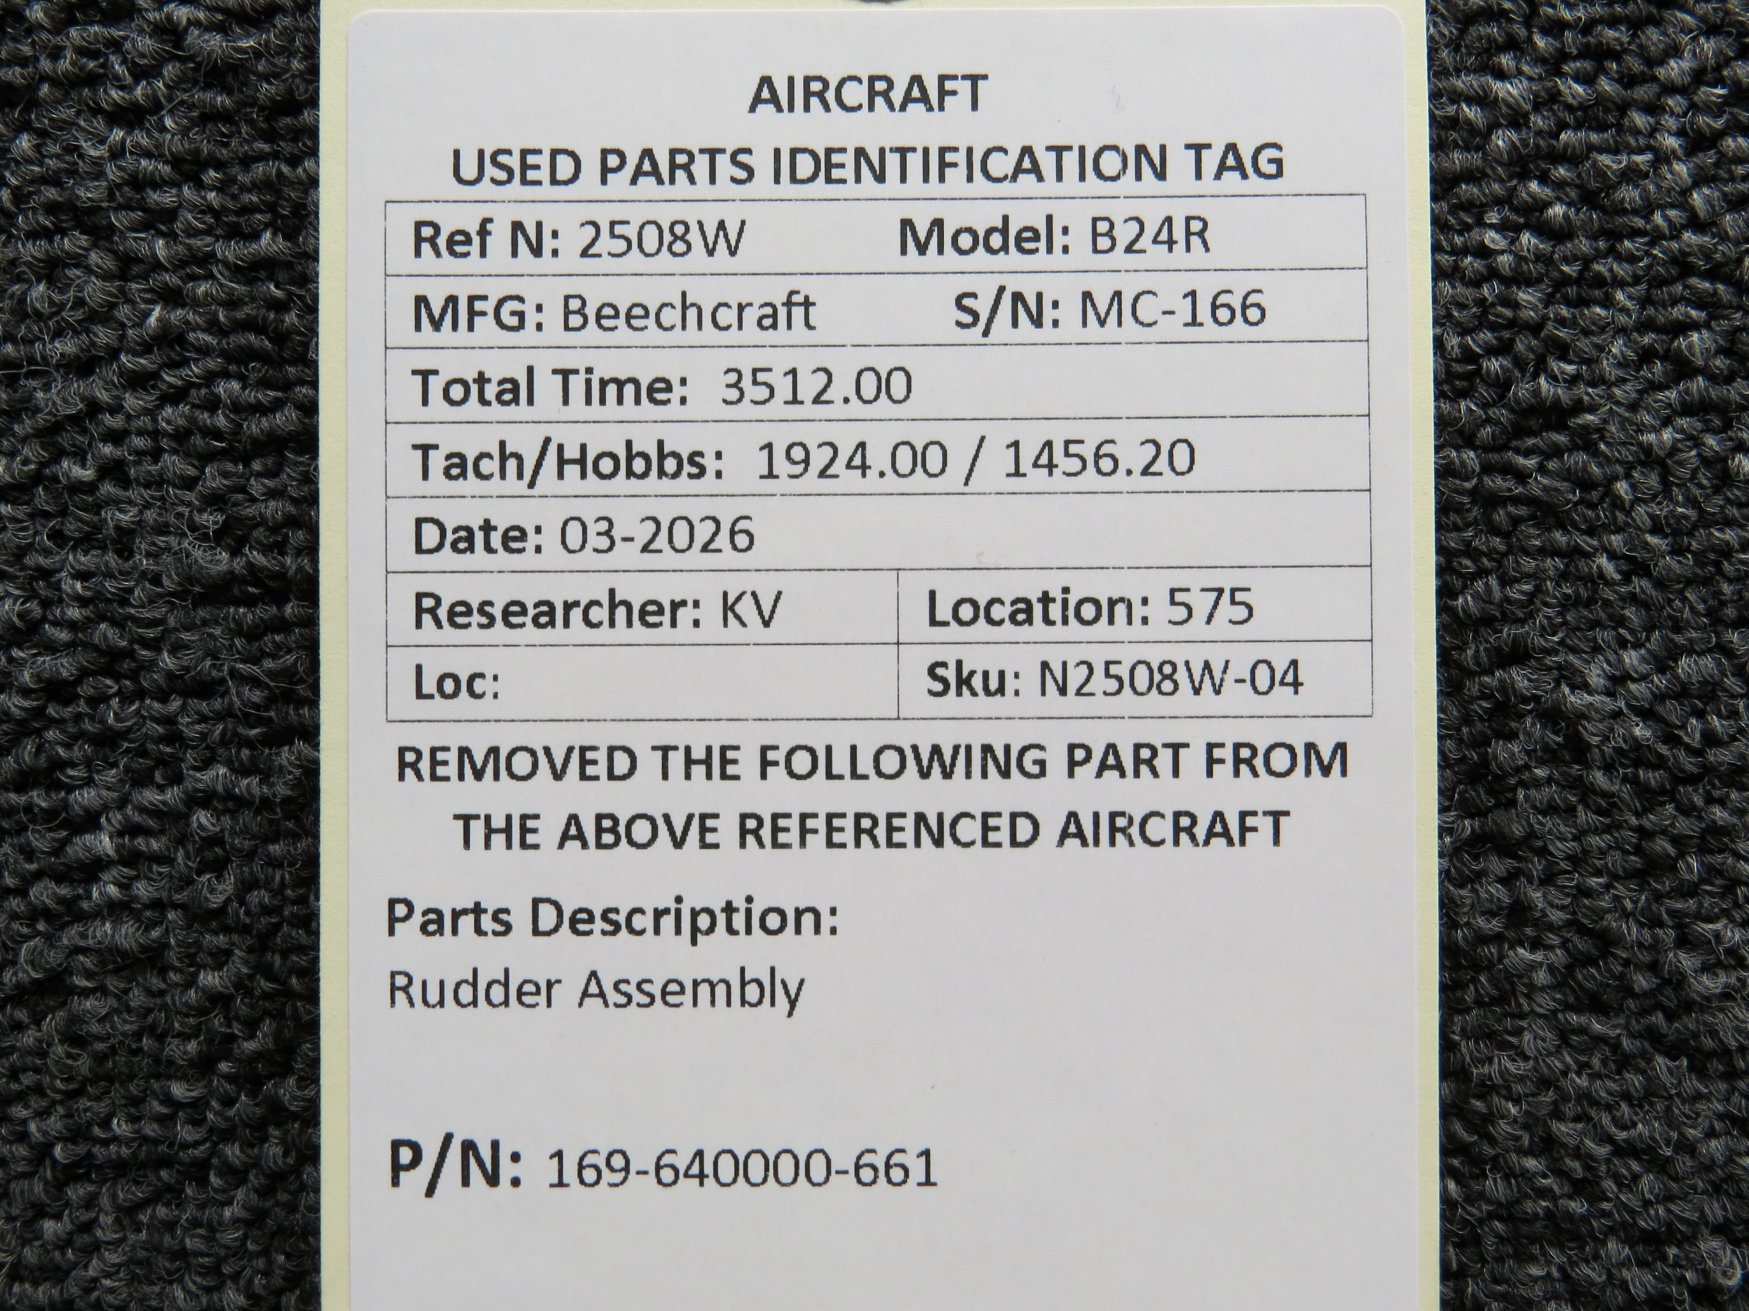 AIRCRAFT
USED PARTS IDENTIFICATION TAG
Ref N: 2508W Model: B24R
MFG: Beechcraft S/N: MC-166
Total Time: 3512.00
Tach/Hobbs: 1924.00 / 1456.20
Date: 03-2026
Researcher: KV Location: 575
Loc: Sku: N2508W-04
REMOVED THE FOLLOWING PART FROM
THE ABOVE REFERENCED AIRCRAFT
Parts Description:
Rudder Assembly
P/N: 169-640000-661